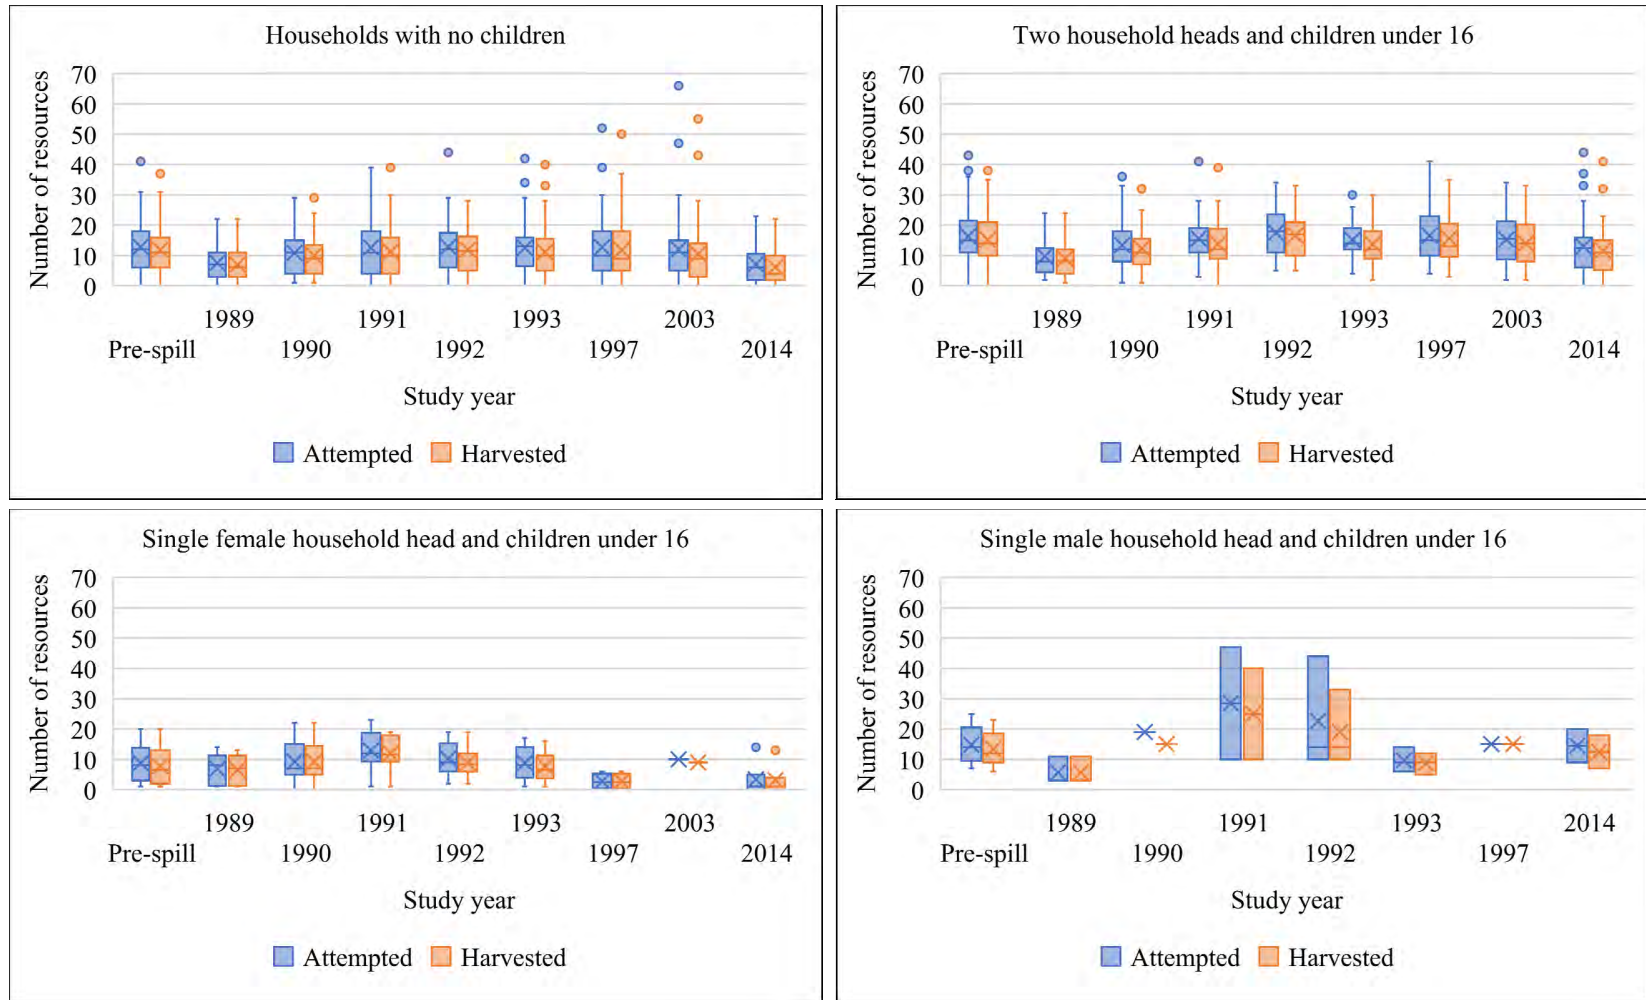 Households with no children
Number of resources
70
60
50
40
30
20
10
0
1989 1991 1993 2003
Pre-spill 1990 1992 1997 2014
Study year
Attempted Harvested
Two household heads and children under 16
Number of resources
70
60
50
40
30
20
10
0
1989 1991 1993 2003
Pre-spill 1990 1992 1997 2014
Study year
Attempted Harvested
Single female household head and children under 16
Number of resources
70
60
50
40
30
20
10
0
1989 1991 1993 2003
Pre-spill 1990 1992 1997 2014
Study year
Attempted Harvested
Single male household head and children under 16
Number of resources
70
60
50
40
30
20
10
0
1989 1991 1993 2014
Pre-spill 1990 1992 1997
Study year
Attempted Harvested